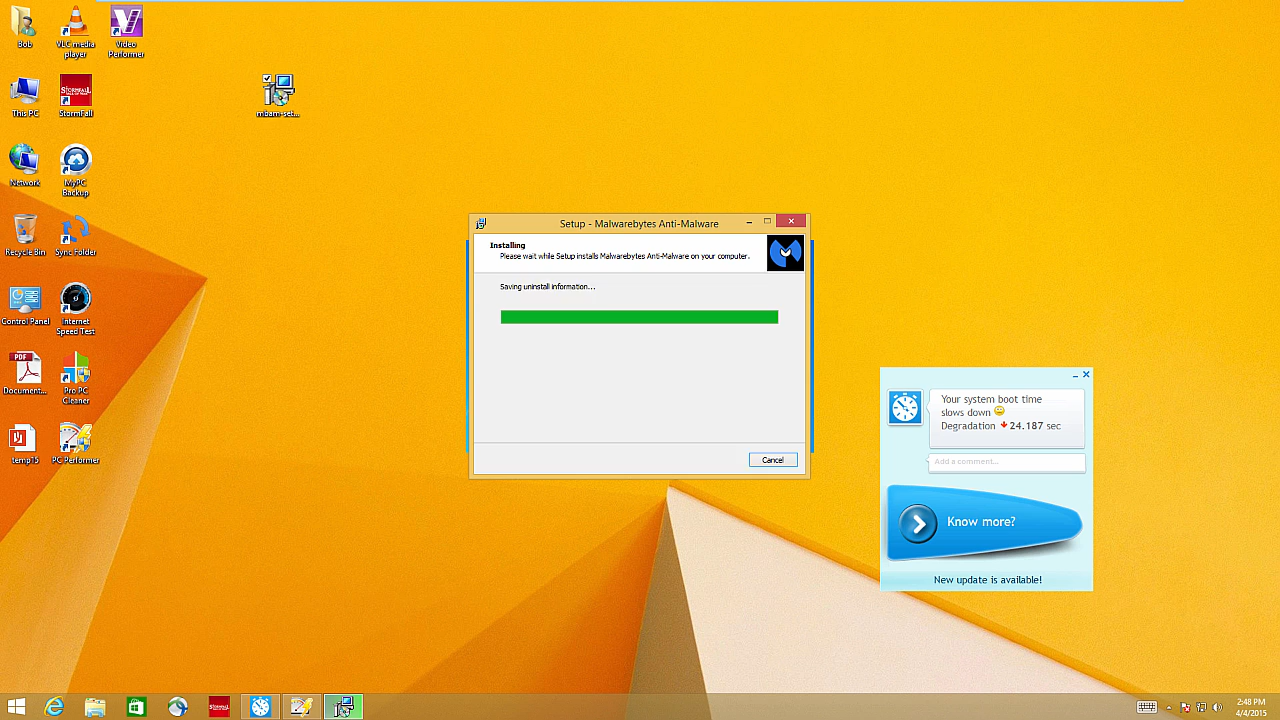 Bob
VLC media
player
Video
Performer
This PC
STORMFALL
StormFall
mbam-set...
Network
MyPC
Backup
Recycle Bin
Sync Folder
Control Panel
Internet
Speed Test
PDF
Document...
Pro PC
Cleaner
temp15
PC Performer
Setup - Malwarebytes Anti-Malware
Installing
Please wait while Setup installs Malwarebytes Anti-Malware on your computer.
Saving uninstall information...
Cancel
Your system boot time
slows down
Degradation 24.187 sec
Add a comment...
Know more?
New update is available!
STORMFALL
2:48 PM
4/4/2015